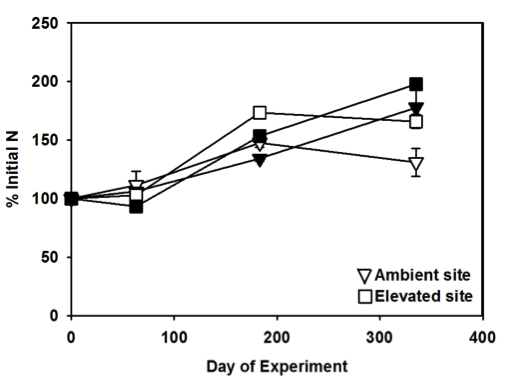 250
200
150
100
50
0
% Initial N
0 100 200 300 400
Day of Experiment
Ambient site
Elevated site